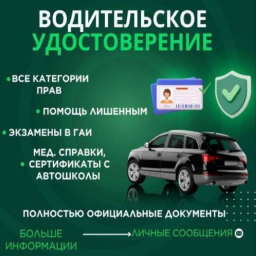 ВОДИТЕЛЬСКОЕ
УДОСТОВЕРЕНИЕ
ВСЕ КАТЕГОРИИ
ПРАВ
ПОМОЩЬ ЛИШЕННЫМ
ЭКЗАМЕНЫ В ГАИ
МЕД. СПРАВКИ,
СЕРТИФИКАТЫ С
АВТОШКОЛЫ
ПОЛНОСТЬЮ ОФИЦИАЛЬНЫЕ ДОКУМЕНТЫ
БОЛЬШЕ
ИНФОРМАЦИИ
ЛИЧНЫЕ СООБЩЕНИЯ